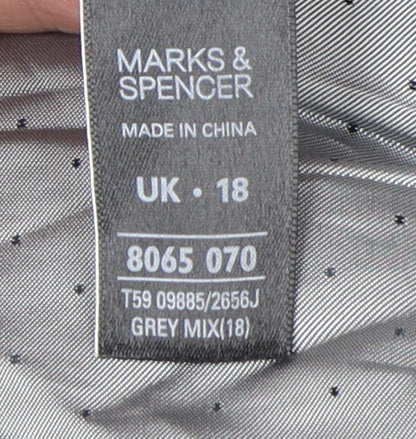 MARKS &
SPENCER
MADE IN CHINA
UK • 18
8065 070
T59 09885/2656J
GREY MIX(18)